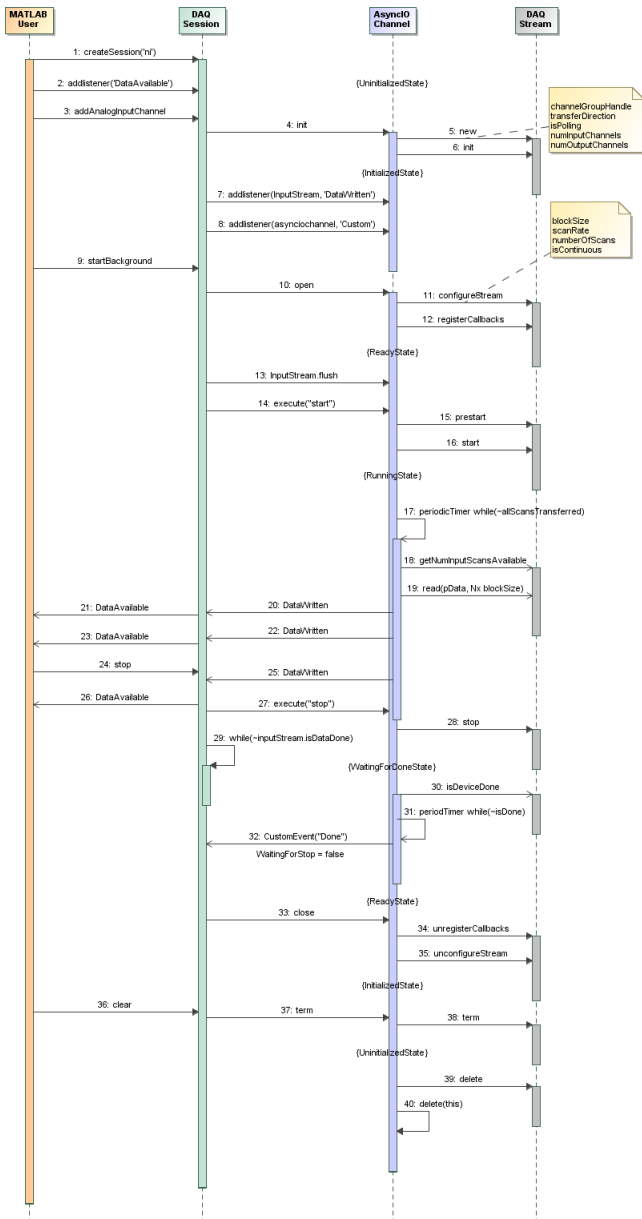 MATLAB
User
DAQ
Session
AsyncIO
Channel
DAQ
Stream
1: createSession('ni')
2: addlistener('DataAvailable')
{UninitializedState}
3: addAnalogInputChannel
channelGroupHandle
transferDirection
isPolling
numInputChannels
numOutputChannels
4: init
5: new
6: init
{InitializedState}
7: addlistener(InputStream, 'DataWritten')
8: addlistener(asynciochannel, 'Custom')
blockSize
scanRate
numberOfScans
isContinuous
9: startBackground
10: open
11: configureStream
12: registerCallbacks
{ReadyState}
13: InputStream.flush
14: execute("start")
15: prestart
16: start
{RunningState}
17: periodicTimer while(~allScansTransferred)
18: getNumInputScansAvailable
19: read(pData, Nx blockSize)
21: DataAvailable
20: DataWritten
22: DataWritten
23: DataAvailable
24: stop
25: DataWritten
26: DataAvailable
27: execute("stop")
28: stop
29: while(~inputStream.isDataDone)
{WaitingForDoneState}
30: isDeviceDone
31: periodTimer while(~isDone)
32: CustomEvent("Done")
WaitingForStop = false
{ReadyState}
33: close
34: unregisterCallbacks
35: unconfigureStream
{InitializedState}
36: clear
37: term
38: term
{UninitializedState}
39: delete
40: delete(this)